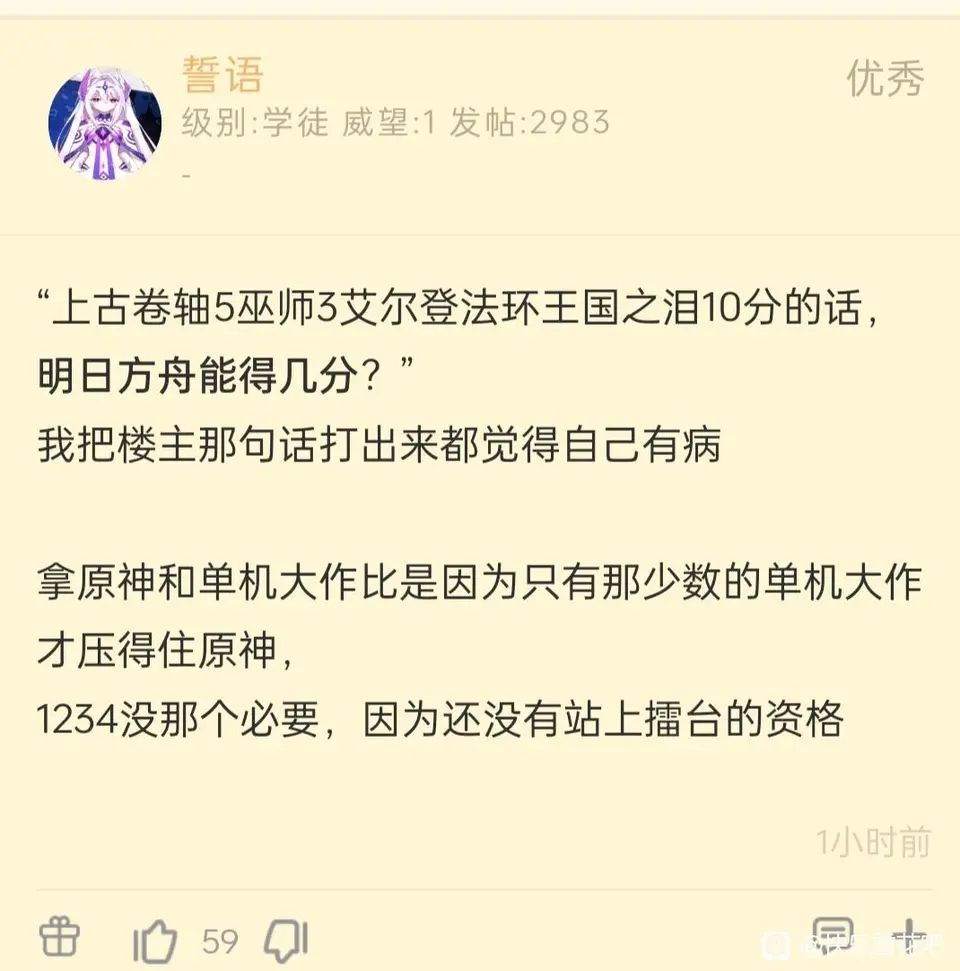 誓语
优秀
级别:学徒 威望:1 发帖:2983
-
“上古卷轴5巫师3艾尔登法环王国之泪10分的话，
明日方舟能得几分？”
我把楼主那句话打出来都觉得自己有病
拿原神和单机大作比是因为只有那少数的单机大作
才压得住原神，
1234没那个必要，因为还没有站上擂台的资格
1小时前
59